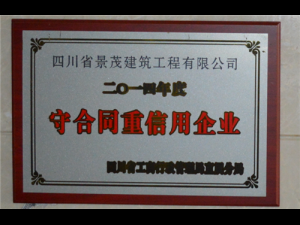 四川省景茂建筑工程有限公司
二〇一四年度
守合同重信用企业
四川省工商行政管理局直属分局